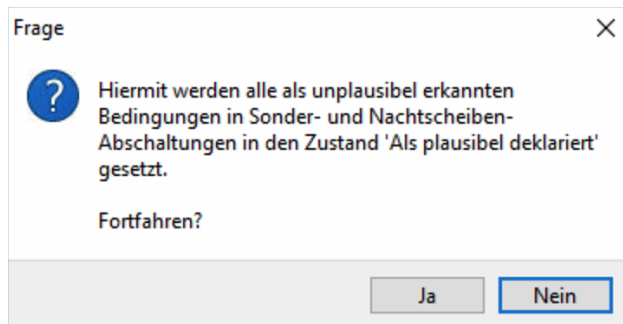 Frage
Hiermit werden alle als unplausibel erkannten
Bedingungen in Sonder- und Nachtscheiben-
Abschaltungen in den Zustand 'Als plausibel deklariert'
gesetzt.
Fortfahren?
Ja
Nein